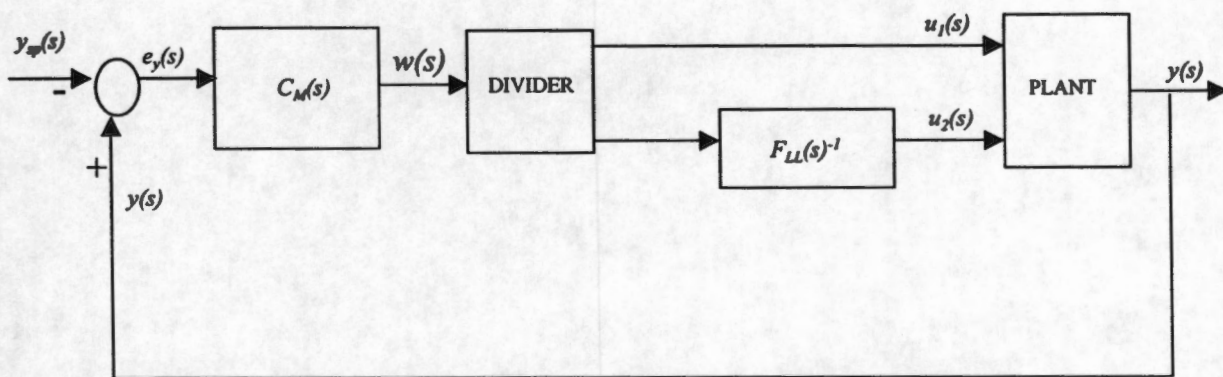 y_sp(s)
-
e_y(s)
C_M(s)
w(s)
DIVIDER
u_1(s)
F_LL(s)^-1
u_2(s)
PLANT
y(s)
+
y(s)